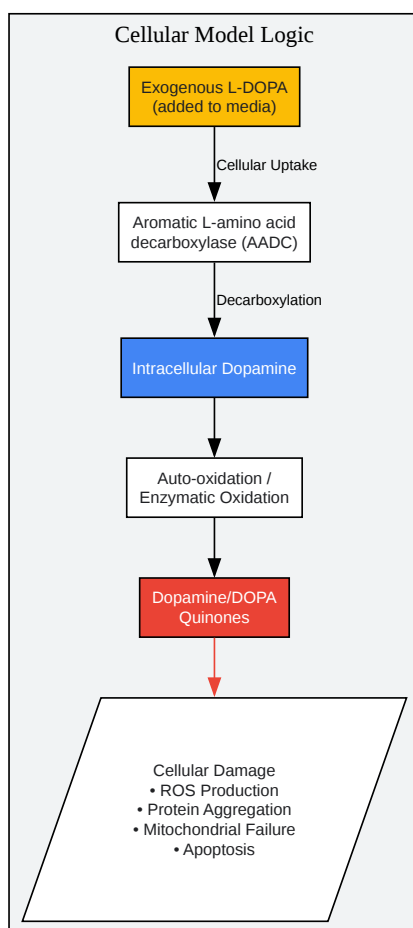 Cellular Model Logic
Exogenous L-DOPA
(added to media)
Cellular Uptake
Aromatic L-amino acid
decarboxylase (AADC)
Decarboxylation
Intracellular Dopamine
Auto-oxidation /
Enzymatic Oxidation
Dopamine/DOPA
Quinones
Cellular Damage
• ROS Production
• Protein Aggregation
• Mitochondrial Failure
• Apoptosis